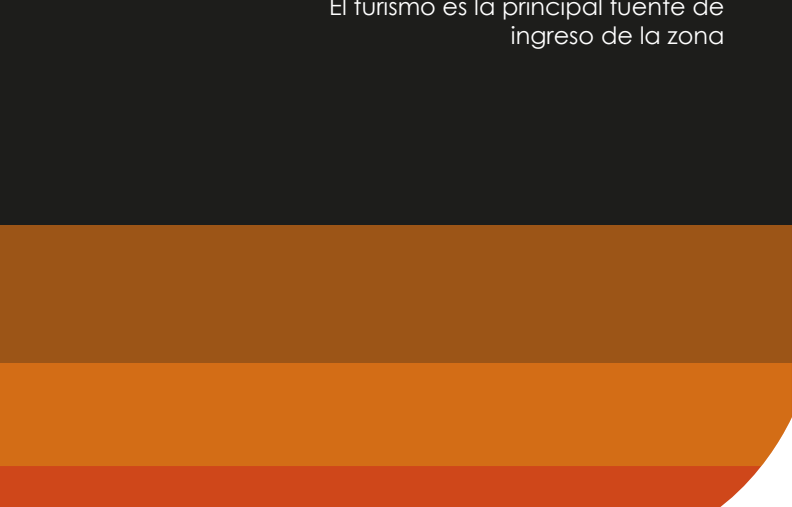 El turismo es la principal fuente de
ingreso de la zona